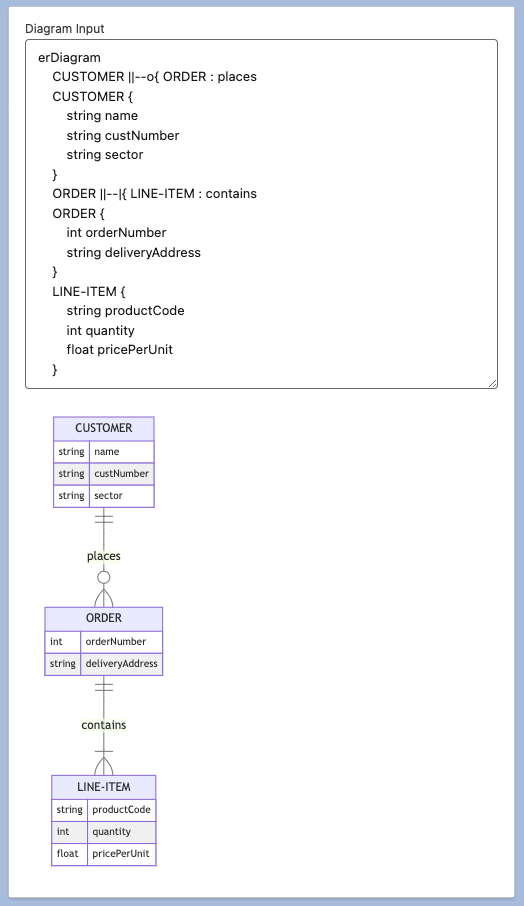 Diagram Input
erDiagram
CUSTOMER ||--o{ ORDER : places
CUSTOMER {
string name
string custNumber
string sector
}
ORDER ||--|{ LINE-ITEM : contains
ORDER {
int orderNumber
string deliveryAddress
}
LINE-ITEM {
string productCode
int quantity
float pricePerUnit
}
CUSTOMER
string name
string custNumber
string sector
places
ORDER
int orderNumber
string deliveryAddress
contains
LINE-ITEM
string productCode
int quantity
float pricePerUnit